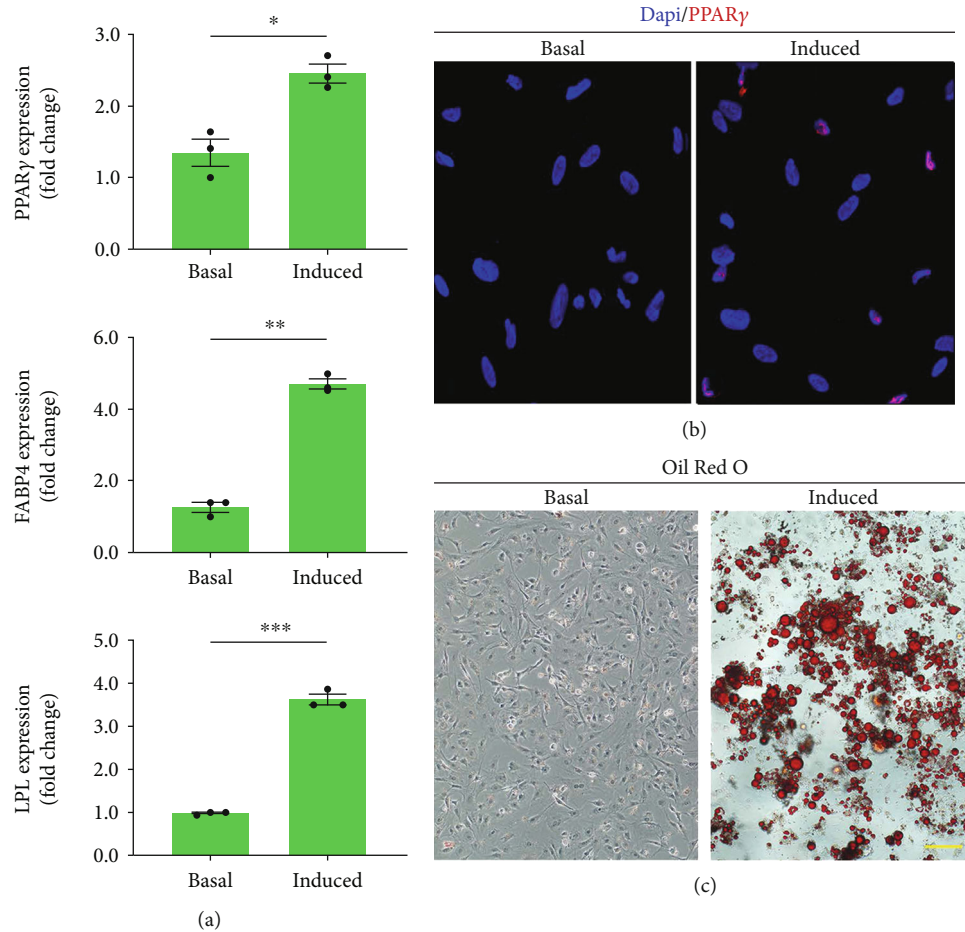 *
3.0
2.0
1.0
0.0
PPARγ expression
(fold change)
Basal
Induced
**
6.0
4.0
2.0
0.0
FABP4 expression
(fold change)
Basal
Induced
***
5.0
4.0
3.0
2.0
1.0
0.0
LPL expression
(fold change)
Basal
Induced
(a)
Dapi/PPARγ
Basal
Induced
(b)
Oil Red O
Basal
Induced
(c)